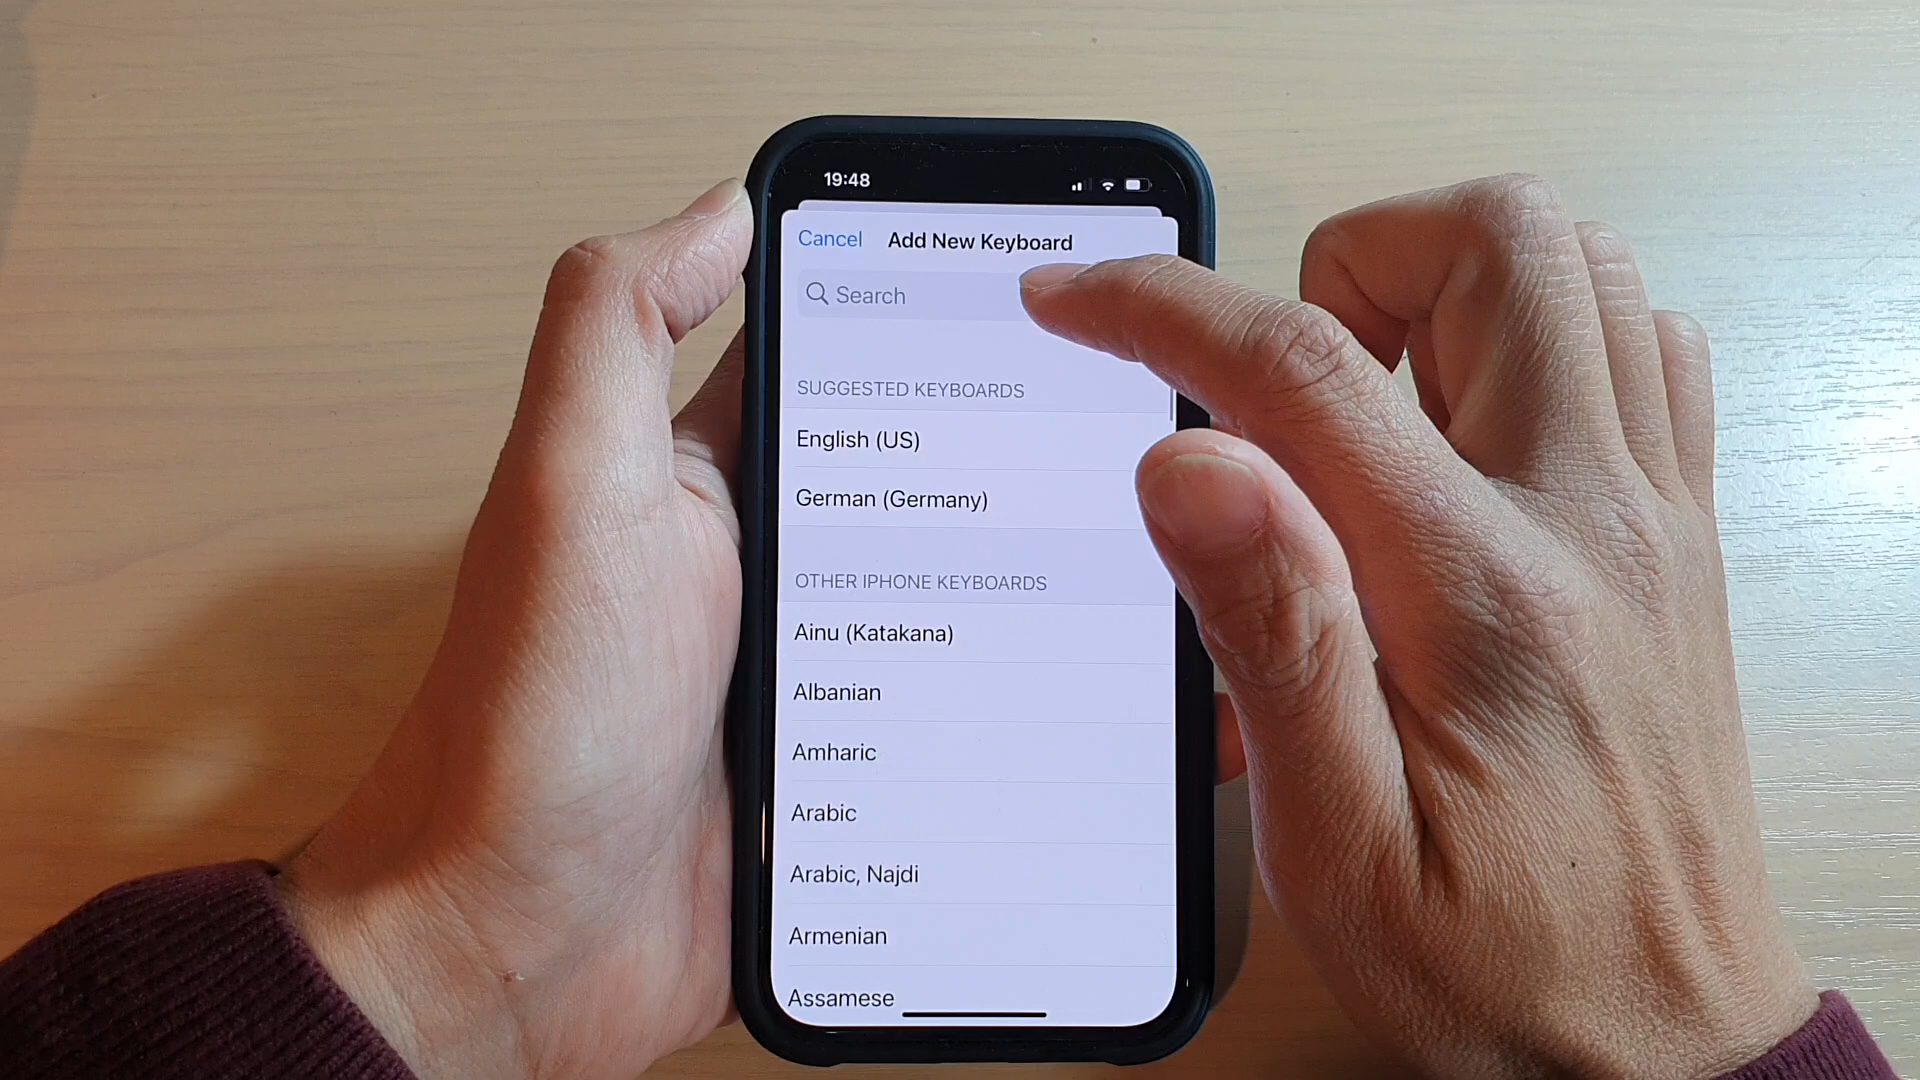 19:48
Cancel Add New Keyboard
Search
SUGGESTED KEYBOARDS
English (US)
German (Germany)
OTHER IPHONE KEYBOARDS
Ainu (Katakana)
Albanian
Amharic
Arabic
Arabic, Najdi
Armenian
Assamese